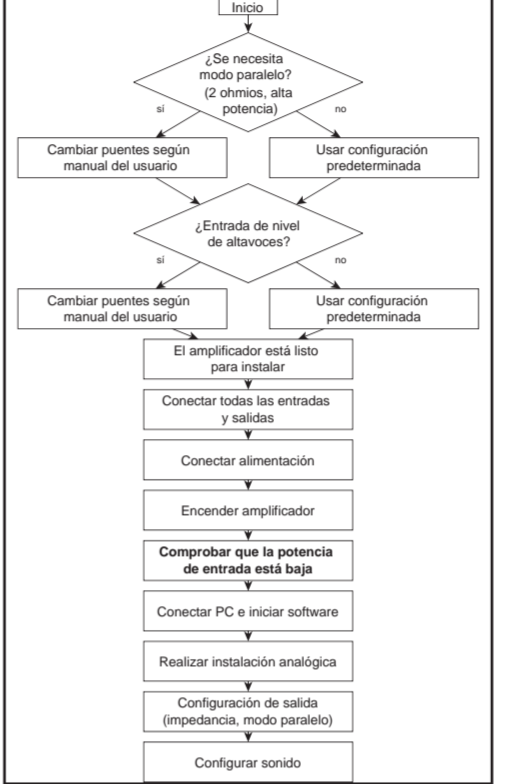 Inicio
¿Se necesita
modo paralelo?
(2 ohmios, alta
potencia)
sí
no
Cambiar puentes según
manual del usuario
Usar configuración
predeterminada
¿Entrada de nivel
de altavoces?
sí
no
Cambiar puentes según
manual del usuario
Usar configuración
predeterminada
El amplificador está listo
para instalar
Conectar todas las entradas
y salidas
Conectar alimentación
Encender amplificador
Comprobar que la potencia
de entrada está baja
Conectar PC e iniciar software
Realizar instalación analógica
Configuración de salida
(impedancia, modo paralelo)
Configurar sonido